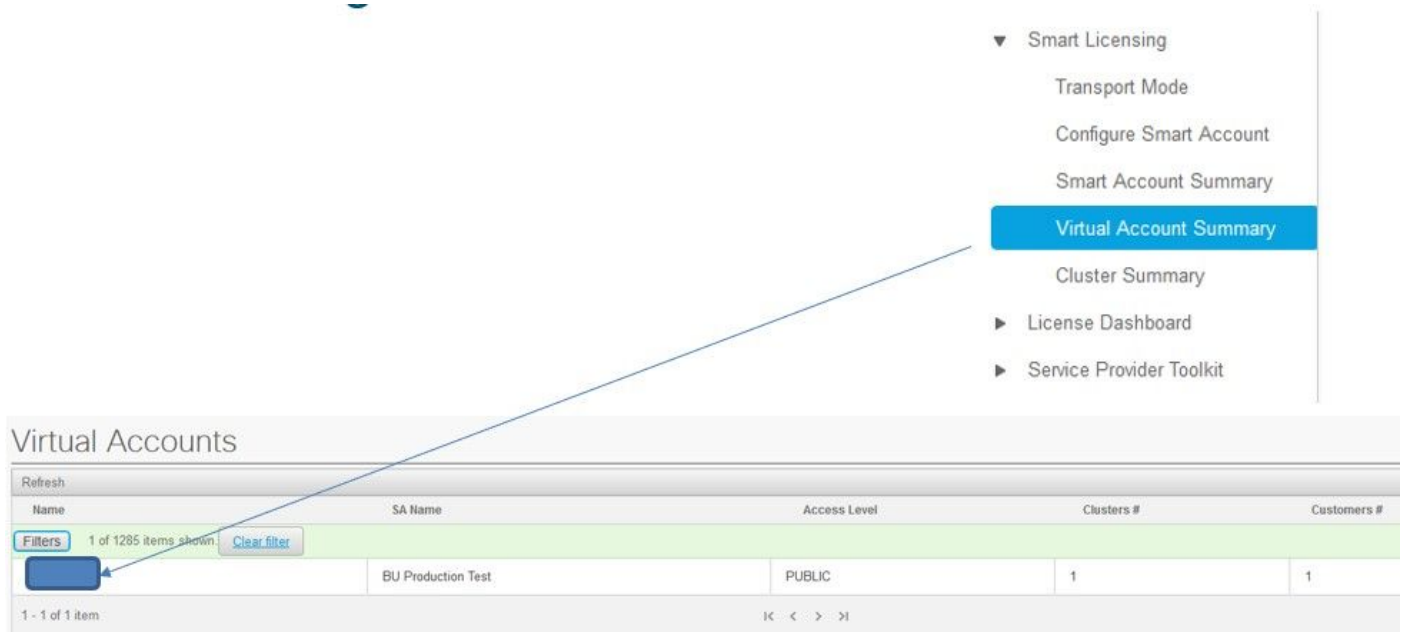 Smart Licensing
Transport Mode
Configure Smart Account
Smart Account Summary
Virtual Account Summary
Cluster Summary
License Dashboard
Service Provider Toolkit
Virtual Accounts
Refresh
Name SA Name Access Level Clusters # Customers #
Filters 1 of 1285 items shown. Clear filter
BU Production Test PUBLIC 1 1
1 - 1 of 1 item